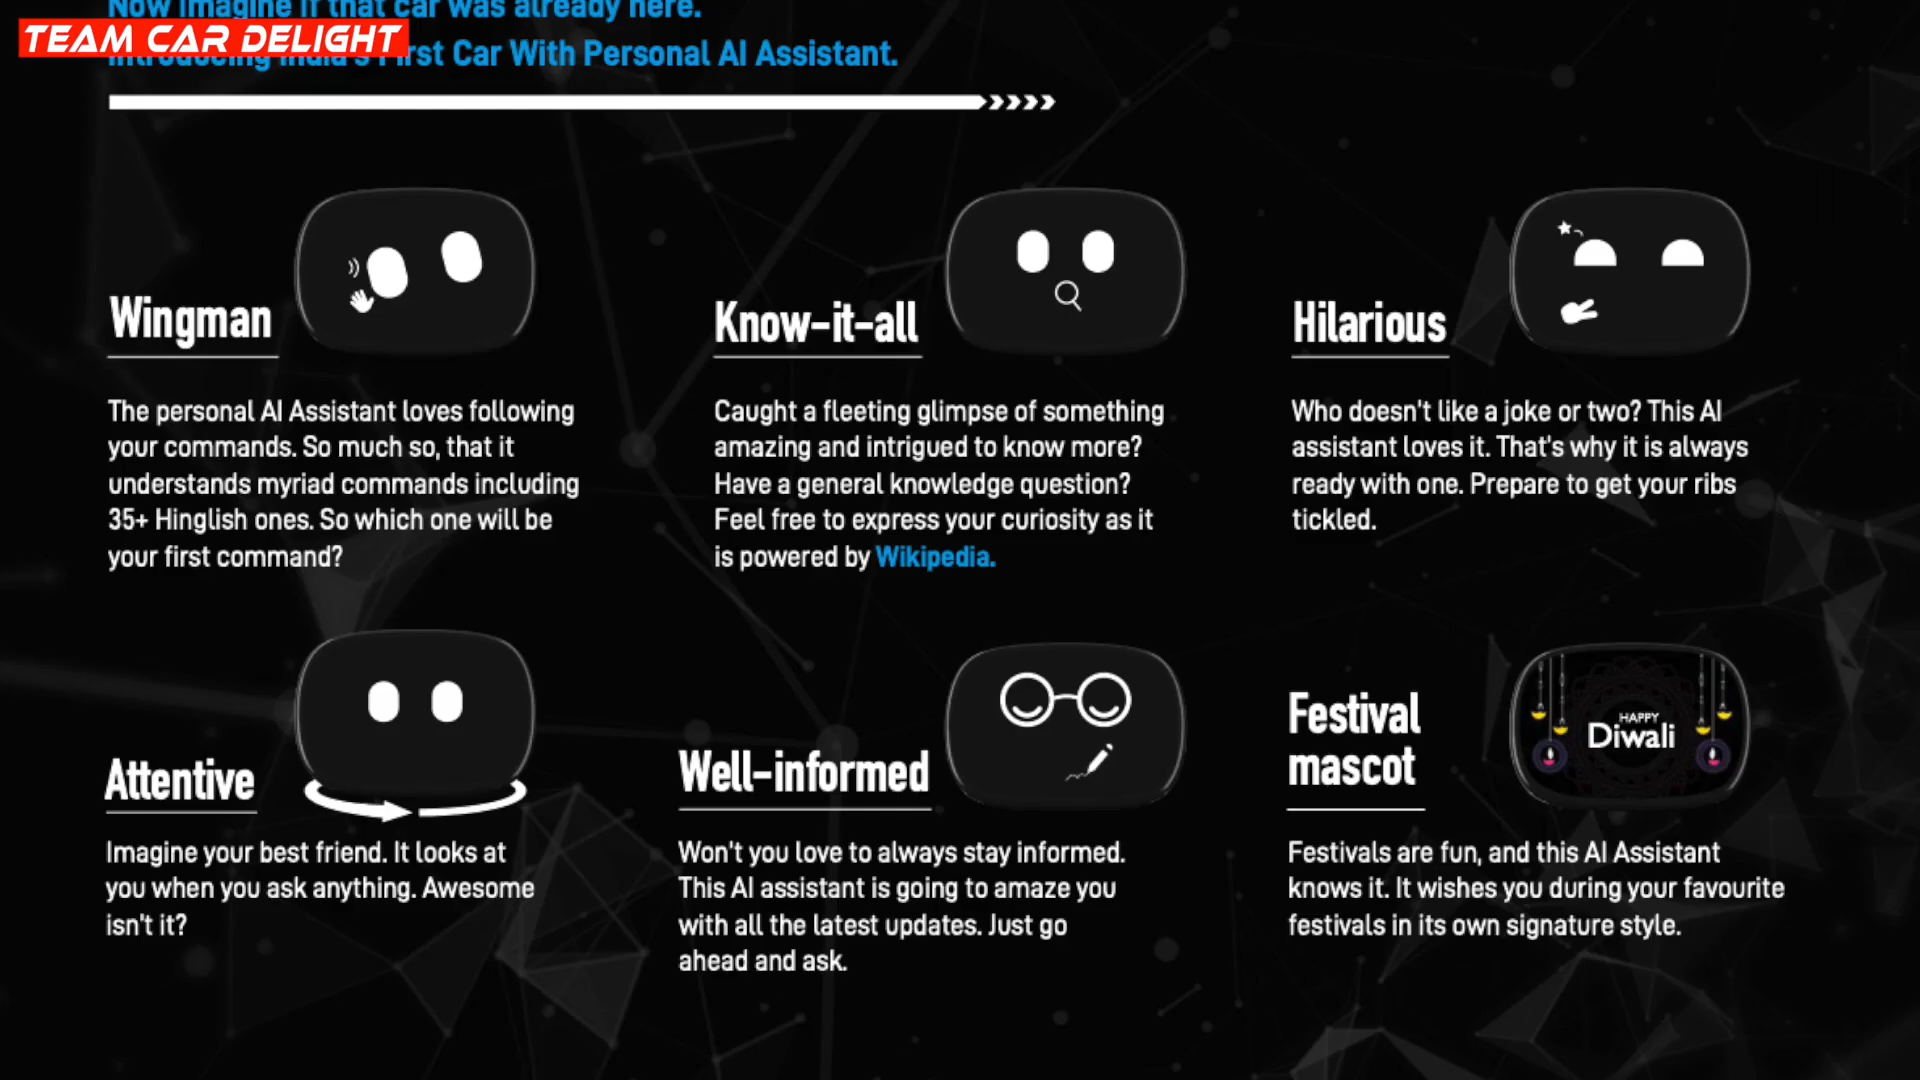 Now imagine if that car was already here.
TEAM CAR DELIGHT
Introducing India's First Car With Personal AI Assistant.
Wingman
The personal AI Assistant loves following
your commands. So much so, that it
understands myriad commands including
35+ Hinglish ones. So which one will be
your first command?
Know-it-all
Caught a fleeting glimpse of something
amazing and intrigued to know more?
Have a general knowledge question?
Feel free to express your curiosity as it
is powered by Wikipedia.
Hilarious
Who doesn't like a joke or two? This AI
assistant loves it. That's why it is always
ready with one. Prepare to get your ribs
tickled.
Attentive
Imagine your best friend. It looks at
you when you ask anything. Awesome
isn't it?
Well-informed
Won't you love to always stay informed.
This AI assistant is going to amaze you
with all the latest updates. Just go
ahead and ask.
Festival
mascot
HAPPY
Diwali
Festivals are fun, and this AI Assistant
knows it. It wishes you during your favourite
festivals in its own signature style.